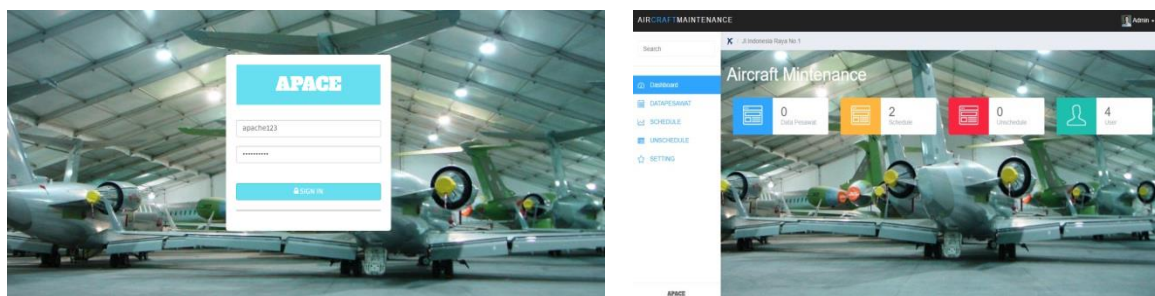 APACE
apache123
··········
SIGN IN
AIRCRAFTMAINTENANCE
Admin
Search
X / Jl.Indonesia Raya No.1
Aircraft Mintenance
Dashboard
DATAPESAWAT
SCHEDULE
UNSCHEDULE
SETTING
0
Data Pesawat
2
Schedule
0
Unschedule
4
User
APACE